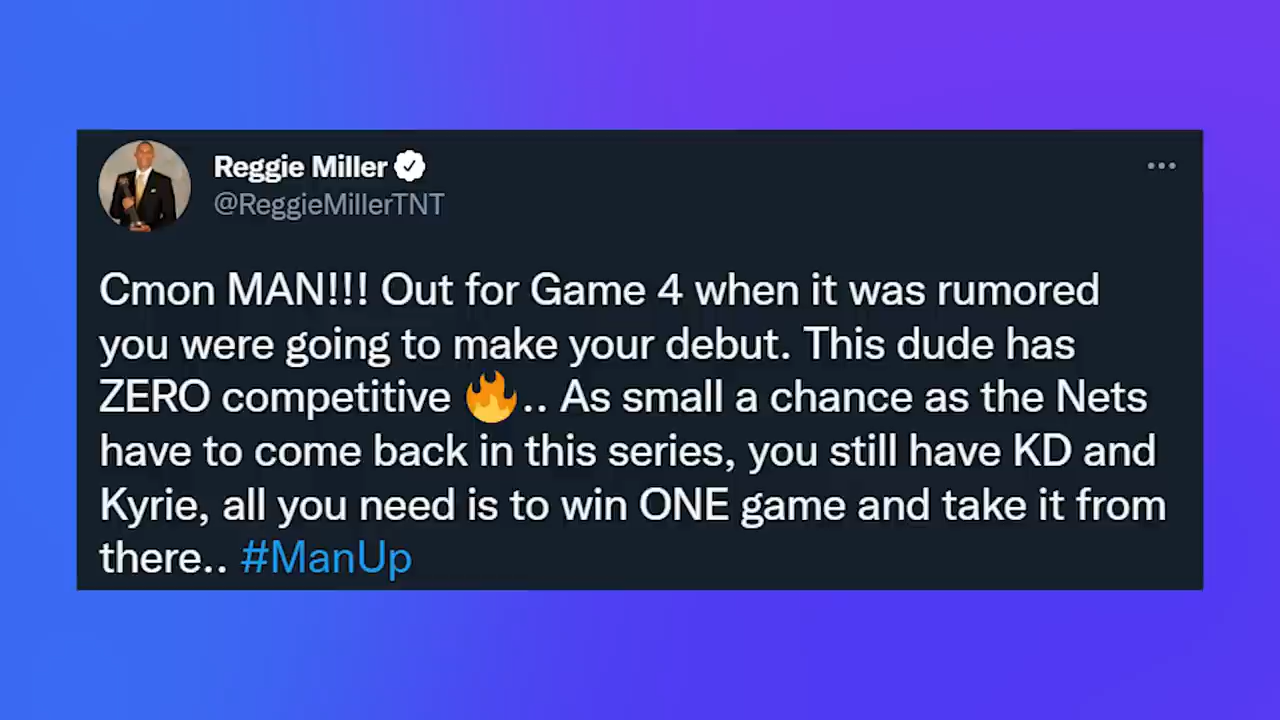 Reggie Miller
@ReggieMillerTNT
Cmon MAN!!! Out for Game 4 when it was rumored
you were going to make your debut. This dude has
ZERO competitive 🔥.. As small a chance as the Nets
have to come back in this series, you still have KD and
Kyrie, all you need is to win ONE game and take it from
there.. #ManUp